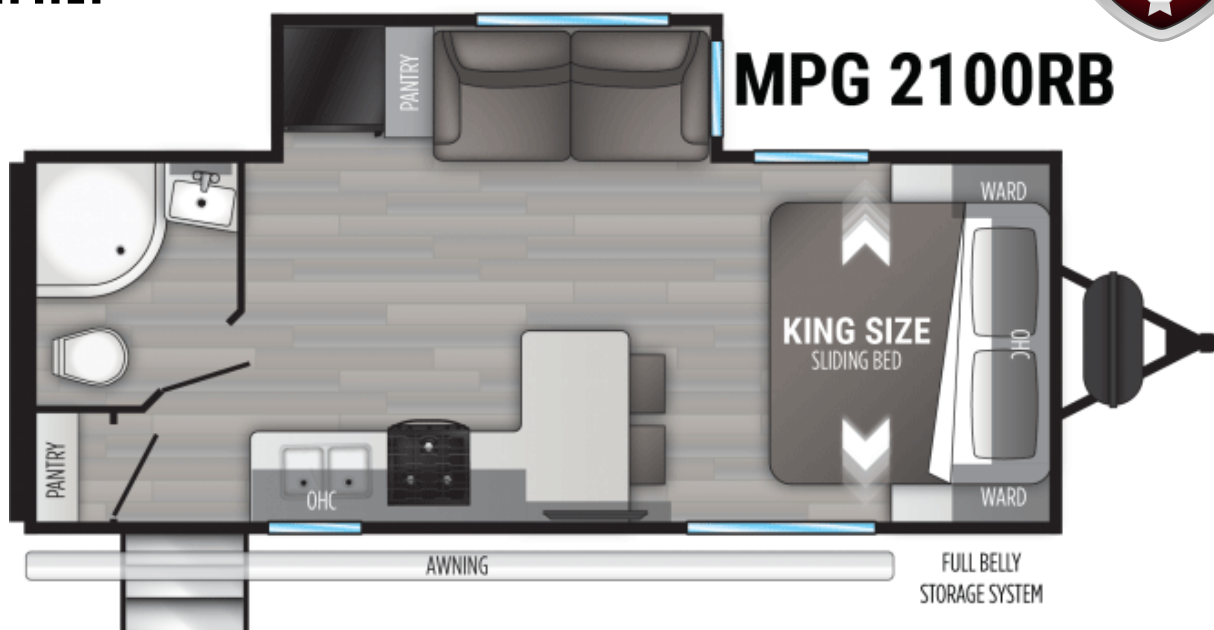 MPG 2100RB
PANTRY
WARD
KING SIZE
SLIDING BED
OHC
PANTRY
OHC
WARD
AWNING
FULL BELLY
STORAGE SYSTEM